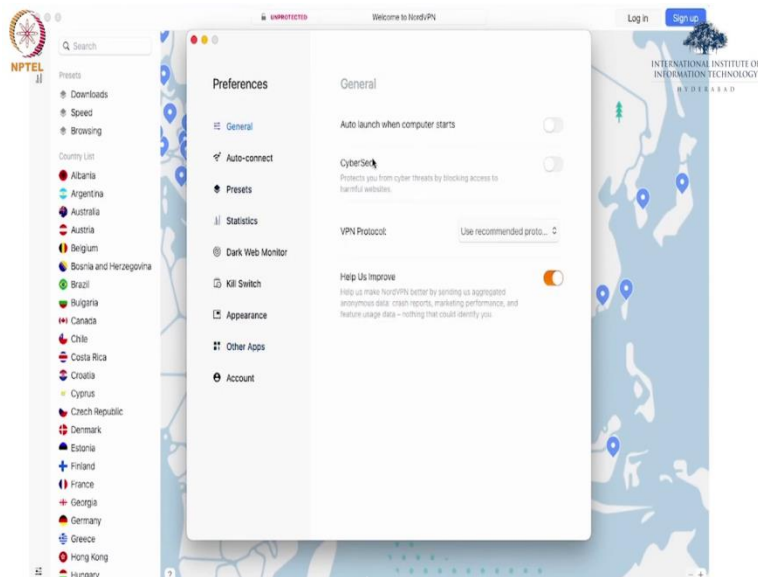 UNPROTECTED
Welcome to NordVPN
Log in
Sign up
NPTEL
INTERNATIONAL INSTITUTE OF
INFORMATION TECHNOLOGY
HYDERABAD
Search
Presets
Downloads
Speed
Browsing
Country List
Albania
Argentina
Australia
Austria
Belgium
Bosnia and Herzegovina
Brazil
Bulgaria
Canada
Chile
Costa Rica
Croatia
Cyprus
Czech Republic
Denmark
Estonia
Finland
France
Georgia
Germany
Greece
Hong Kong
Hungary
Preferences
General
Auto-connect
Presets
Statistics
Dark Web Monitor
Kill Switch
Appearance
Other Apps
Account
General
Auto launch when computer starts
CyberSec
Protects you from cyber threats by blocking access to
harmful websites.
VPN Protocol:
Use recommended proto...
Help Us Improve
Help us make NordVPN better by sending us aggregated
anonymous data: crash reports, marketing performance, and
feature usage data – nothing that could identify you.
?
- +